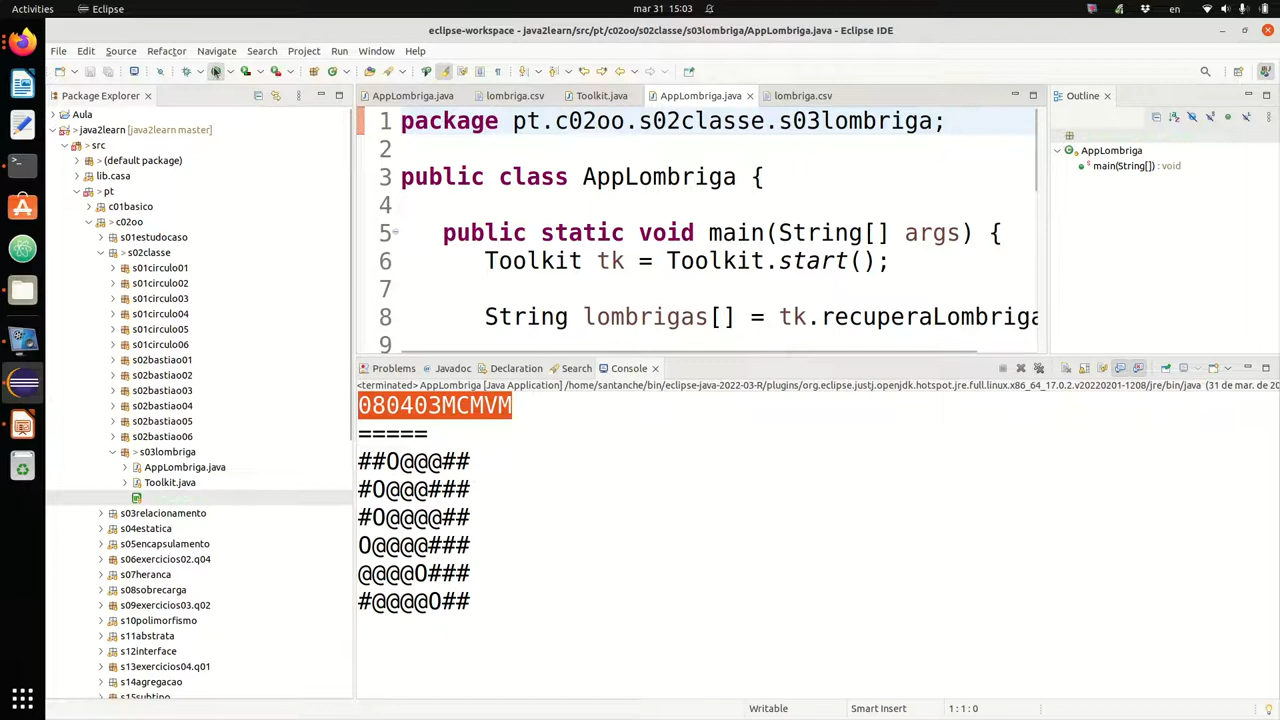 Activities
Eclipse
mar 31 15:03
en
eclipse-workspace - java2learn/src/pt/c02oo/s02classe/s03lombriga/AppLombriga.java - Eclipse IDE
File Edit Source Refactor Navigate Search Project Run Window Help
Package Explorer
AppLombriga.java
lombriga.csv
Toolkit.java
AppLombriga.java
lombriga.csv
Outline
Aula
java2learn [java2learn master]
src
(default package)
lib.casa
pt
c01basico
c02oo
s01estudocaso
s02classe
s01circulo01
s01circulo02
s01circulo03
s01circulo04
s01circulo05
s01circulo06
s02bastiao01
s02bastiao02
s02bastiao03
s02bastiao04
s02bastiao05
s02bastiao06
s03lombriga
AppLombriga.java
Toolkit.java
s03relacionamento
s04estatica
s05encapsulamento
s06exercicios02.q04
s07heranca
s08sobrecarga
s09exercicios03.q02
s10polimorfismo
s11abstrata
s12interface
s13exercicios04.q01
s14agregacao
s15subtipo
1 package pt.c02oo.s02classe.s03lombriga;
2
3 public class AppLombriga {
4
5 public static void main(String[] args) {
6 Toolkit tk = Toolkit.start();
7
8 String lombrigas[] = tk.recuperaLombriga
9
AppLombriga
main(String[]) : void
Problems Javadoc Declaration Search Console
<terminated> AppLombriga [Java Application] /home/santanche/bin/eclipse-java-2022-03-R/plugins/org.eclipse.justj.openjdk.hotspot.jre.full.linux.x86_64_17.0.2.v20220201-1208/jre/bin/java (31 de mar. de 20
080403MCMVM
=====
##O@@@##
#O@@@###
#O@@@@##
O@@@@###
@@@@O###
#@@@@O##
Writable
Smart Insert
1 : 1 : 0